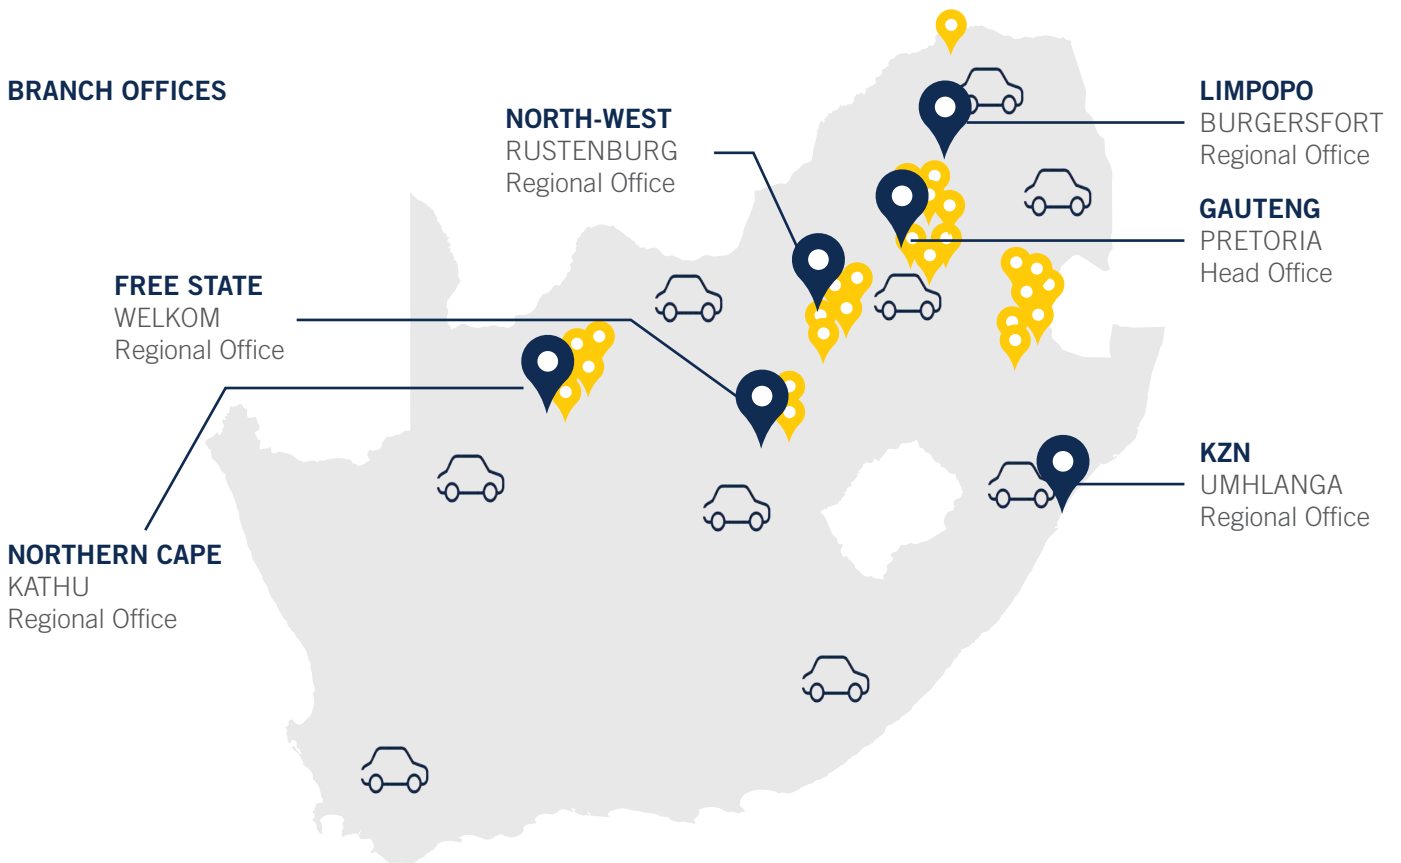 BRANCH OFFICES
NORTH-WEST
RUSTENBURG
Regional Office
LIMPOPO
BURGERSFORT
Regional Office
GAUTENG
PRETORIA
Head Office
FREE STATE
WELKOM
Regional Office
KZN
UMHLANGA
Regional Office
NORTHERN CAPE
KATHU
Regional Office